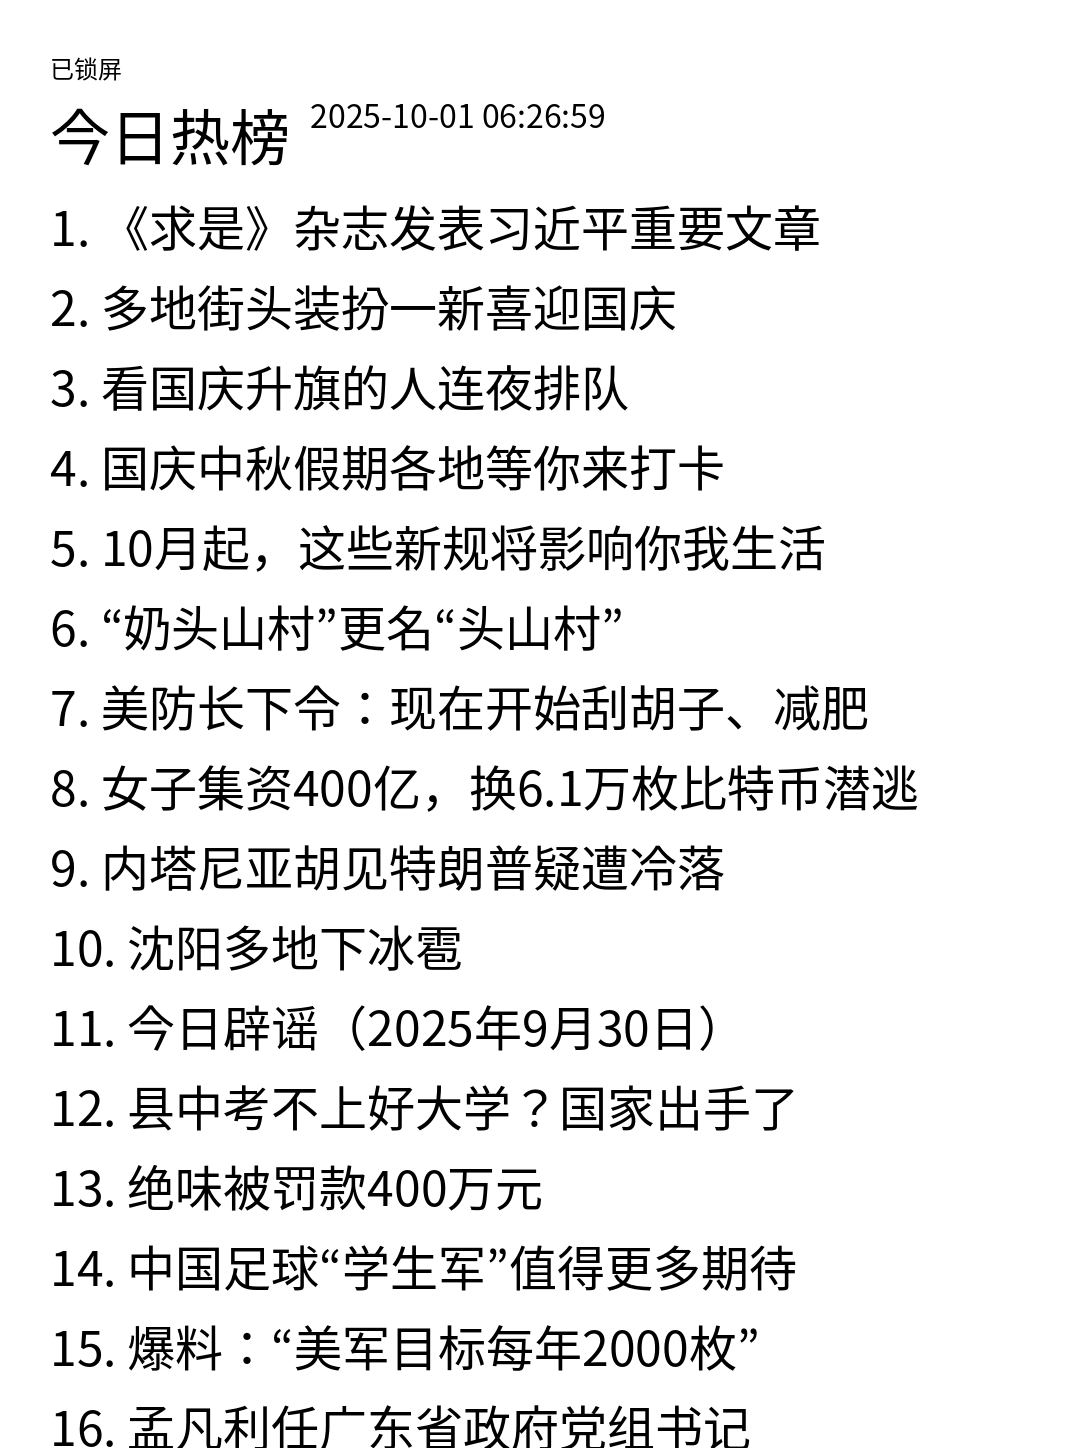 已锁屏
今日热榜 2025-10-01 06:26:59
1. 《求是》杂志发表习近平重要文章
2. 多地街头装扮一新喜迎国庆
3. 看国庆升旗的人连夜排队
4. 国庆中秋假期各地等你来打卡
5. 10月起，这些新规将影响你我生活
6. “奶头山村”更名“头山村”
7. 美防长下令：现在开始刮胡子、减肥
8. 女子集资400亿，换6.1万枚比特币潜逃
9. 内塔尼亚胡见特朗普疑遭冷落
10. 沈阳多地下冰雹
11. 今日辟谣（2025年9月30日）
12. 县中考不上好大学？国家出手了
13. 绝味被罚款400万元
14. 中国足球“学生军”值得更多期待
15. 爆料：“美军目标每年2000枚”
16. 孟凡利任广东省政府党组书记